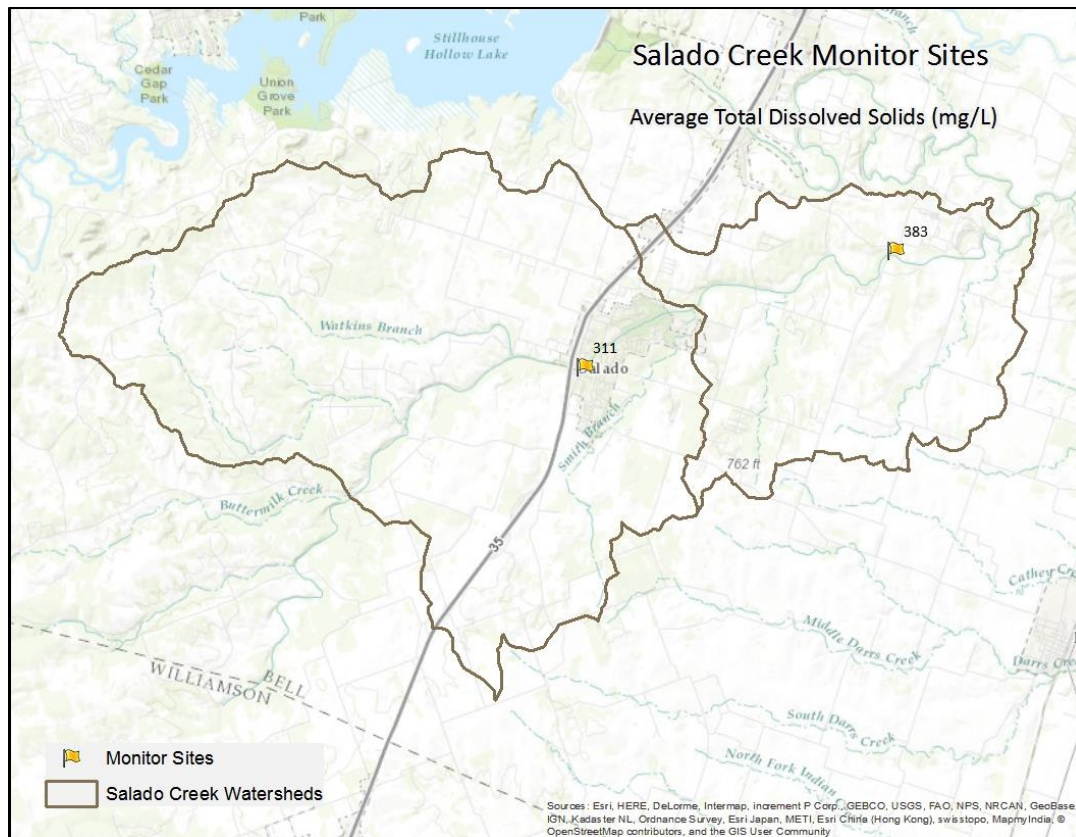 Park
Stillhouse
Hollow Lake
Cedar
Gap
Park
Union
Grove
Park
Salado Creek Monitor Sites
Average Total Dissolved Solids (mg/L)
383
Watkins Branch
311
Salado
Smith Branch
762 ft
Buttermilk Creek
35
Cathey Cre
Middle Darrs Creek
Darrs Creek
BELL
WILLIAMSON
South Darrs Creek
North Fork Indian
Monitor Sites
Salado Creek Watersheds
Sources: Esri, HERE, DeLorme, Intermap, increment P Corp., GEBCO, USGS, FAO, NPS, NRCAN, GeoBase,
IGN, Kadaster NL, Ordnance Survey, Esri Japan, METI, Esri China (Hong Kong), swisstopo, MapmyIndia, ©
OpenStreetMap contributors, and the GIS User Community